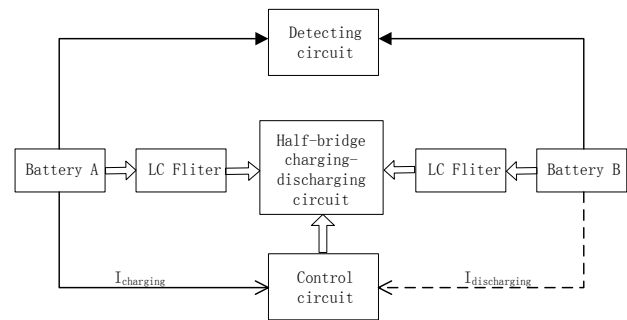 Detecting
circuit
Battery A
LC Fliter
Half-bridge
charging-
discharging
circuit
LC Fliter
Battery B
Icharging
Control
circuit
Idischarging